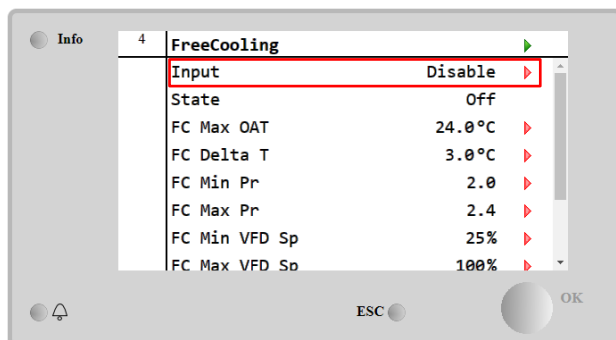 Info
4 FreeCooling
Input Disable
State Off
FC Max OAT 24.0°C
FC Delta T 3.0°C
FC Min Pr 2.0
FC Max Pr 2.4
FC Min VFD Sp 25%
FC Max VFD Sp 100%
ESC
OK